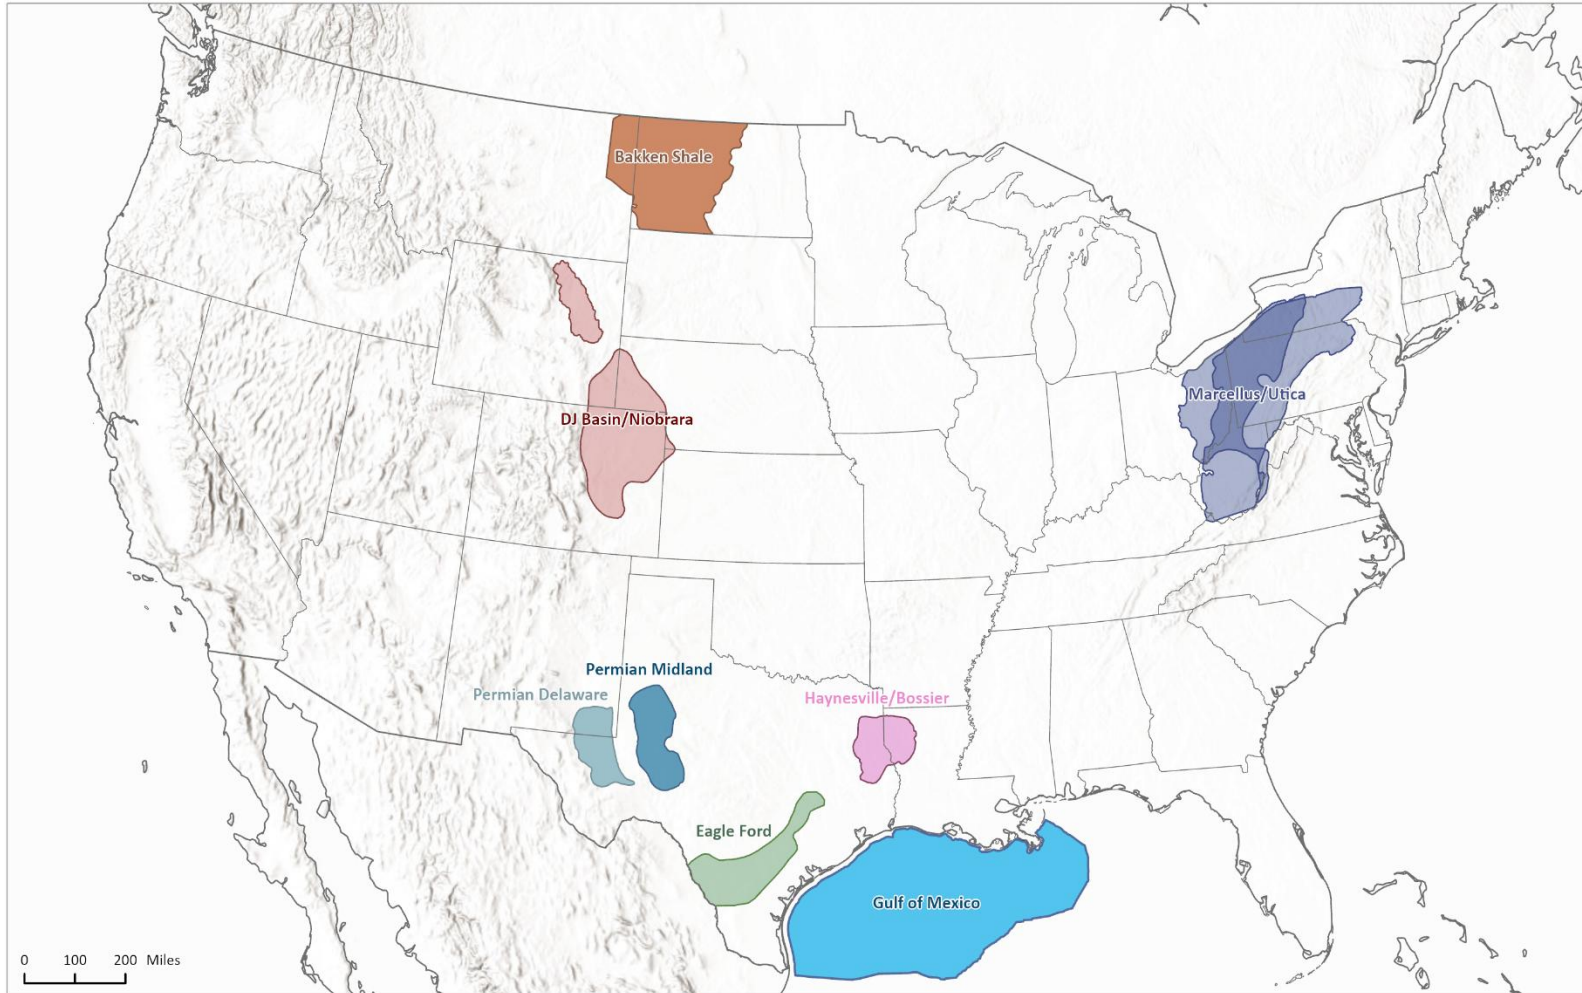 Bakken Shale
DJ Basin/Niobrara
Marcellus/Utica
Permian Midland
Permian Delaware
Haynesville/Bossier
Eagle Ford
Gulf of Mexico
0 100 200 Miles